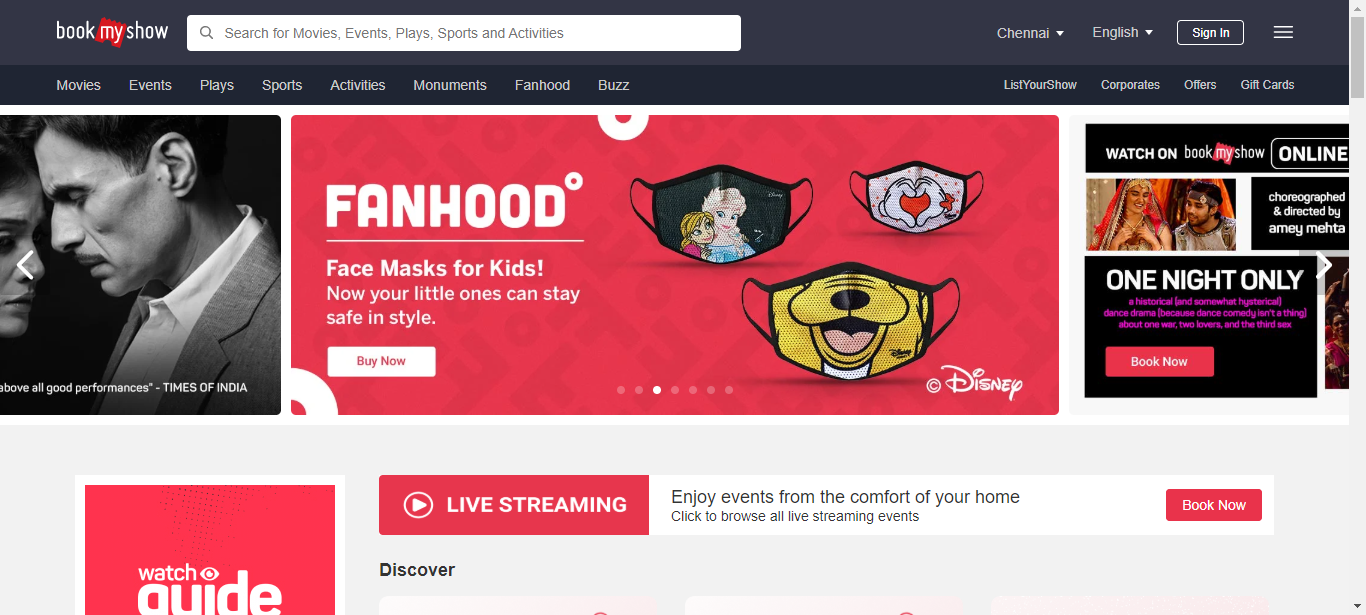 book my show
Search for Movies, Events, Plays, Sports and Activities
Chennai
English
Sign In
Movies
Events
Plays
Sports
Activities
Monuments
Fanhood
Buzz
ListYourShow
Corporates
Offers
Gift Cards
above all good performances" - TIMES OF INDIA
FANHOOD
Face Masks for Kids!
Now your little ones can stay
safe in style.
Buy Now
© Disney
WATCH ON book my show ONLINE
choreographed
& directed by
amey mehta
ONE NIGHT ONLY
a historical (and somewhat hysterical)
dance drama (because dance comedy isn't a thing)
about one war, two lovers, and the third sex
Book Now
LIVE STREAMING
Enjoy events from the comfort of your home
Click to browse all live streaming events
Book Now
watch
guide
Discover